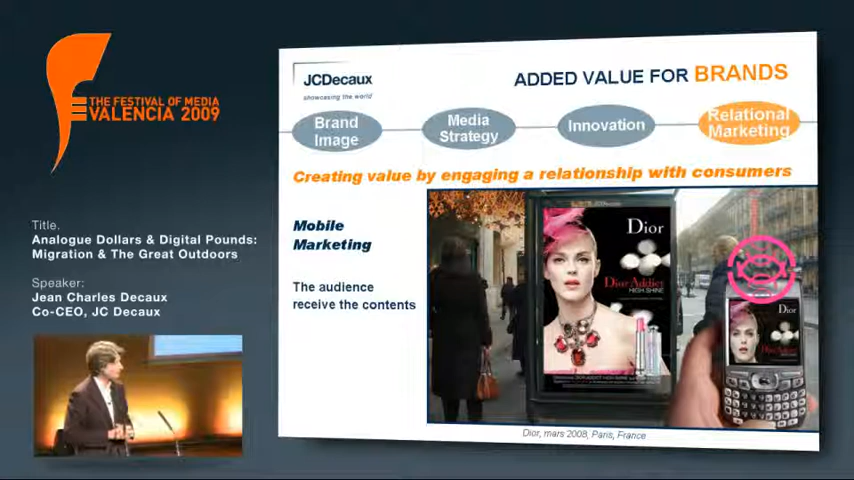 THE FESTIVAL OF MEDIA
VALENCIA 2009
Title.
Analogue Dollars & Digital Pounds:
Migration & The Great Outdoors
Speaker:
Jean Charles Decaux
Co-CEO, JC Decaux
JCDecaux
showcasing the world
ADDED VALUE FOR BRANDS
Brand
Image
Media
Strategy
Innovation
Relational
Marketing
Creating value by engaging a relationship with consumers
Mobile
Marketing
The audience
receive the contents
Dior
Dior Addict
HIGH SHINE
Dior
Dior, mars 2008, Paris, France